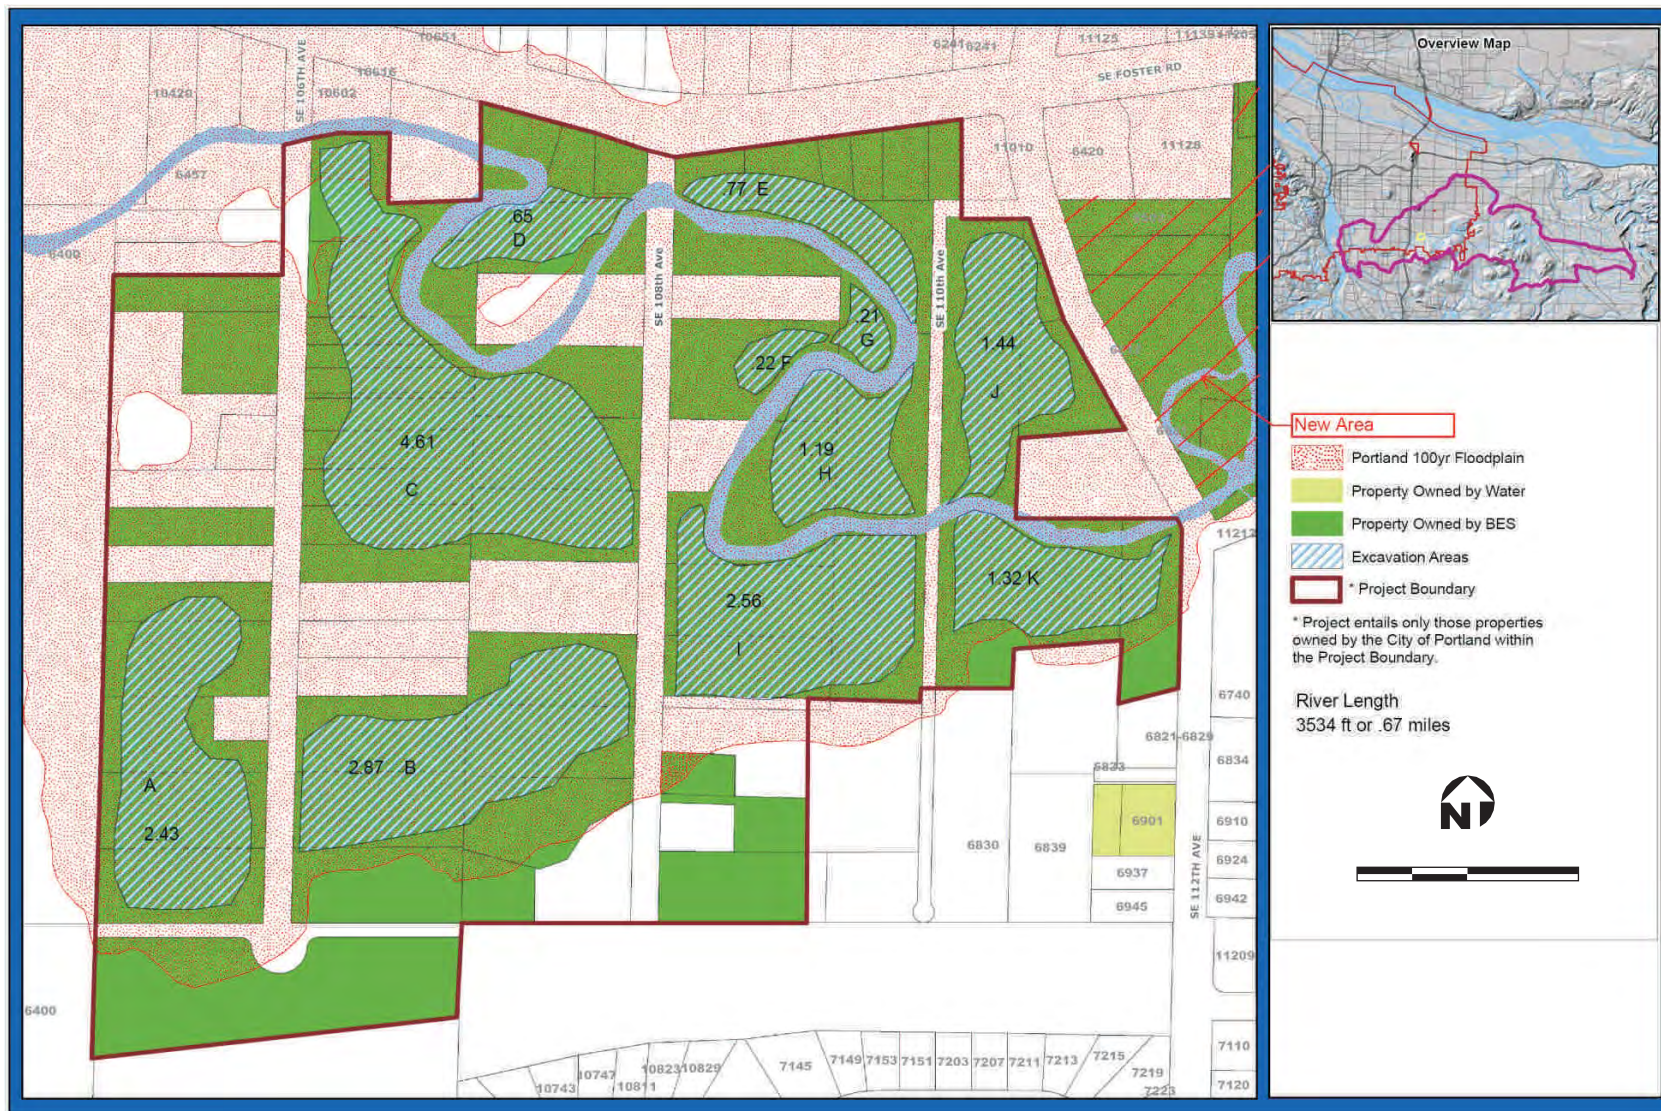 10651
62416241
11125
SE 106TH AVE
10616
SE FOSTER RD
10420
10602
11010
6420
11128
6457
.77 E
.65
D
6400
SE 108th Ave
SE 110th Ave
.21
G
1.44
J
.22 F
4.61
C
1.19
H
11212
1.32 K
2.56
I
6740
6821-6829
6833
6834
2.87 B
A
2.43
6901
6910
6830
6839
6924
6937
SE 112TH AVE
6942
6945
11209
6400
7110
7145
7149
7153
7151
7203
7207
7211
7213
7215
7219
7223
7120
10743
10747
10811
10823
10829
Overview Map
New Area
Portland 100yr Floodplain
Property Owned by Water
Property Owned by BES
Excavation Areas
* Project Boundary
* Project entails only those properties
owned by the City of Portland within
the Project Boundary.
River Length
3534 ft or .67 miles
N